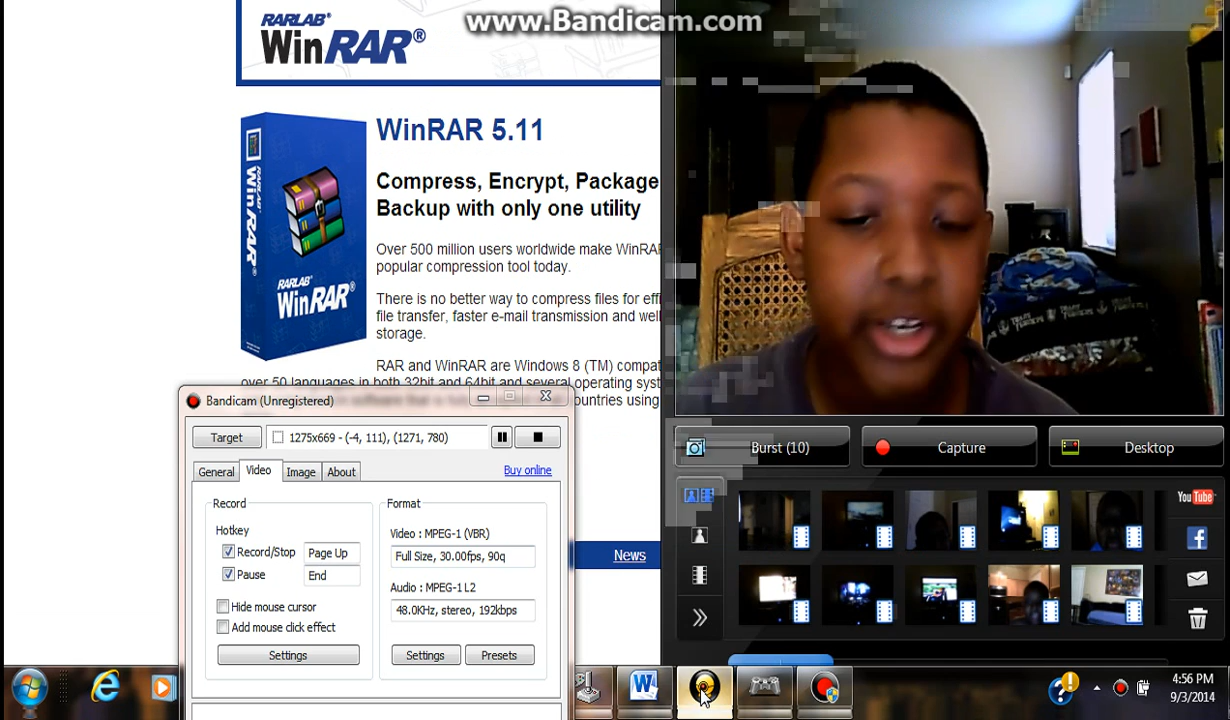 www.Bandicam.com
RARLAB®
WinRAR®
WinRAR 5.11
Compress, Encrypt, Package
Backup with only one utility
Over 500 million users worldwide make WinRA
popular compression tool today.
There is no better way to compress files for effi
file transfer, faster e-mail transmission and well
storage.
RAR and WinRAR are Windows 8 (TM) compat
over 50 languages in both 32bit and 64bit and several operating syst
ountries using
WinRAR®
RARLAB®
WinRAR®
News
Bandicam (Unregistered)
Target
1275x669 - (-4, 111), (1271, 780)
General
Video
Image
About
Buy online
Record
Hotkey
Record/Stop
Page Up
Pause
End
Hide mouse cursor
Add mouse click effect
Settings
Format
Video : MPEG-1 (VBR)
Full Size, 30.00fps, 90q
Audio : MPEG-1 L2
48.0KHz, stereo, 192kbps
Settings
Presets
Burst (10)
Capture
Desktop
YouTube
4:56 PM
9/3/2014